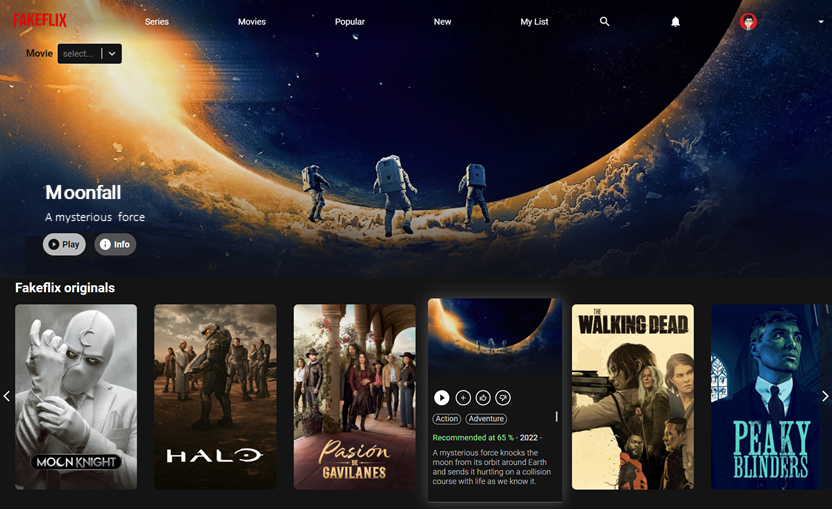 FAKEFLIX
Series
Movies
Popular
New
My List
Movie
select...
Moonfall
A mysterious force
Play
Info
Fakeflix originals
MOON KNIGHT
HALO
Pasión
DE
GAVILANES
Action
Adventure
Recommended at 65 % · 2022 ·
A mysterious force knocks the
moon from its orbit around Earth
and sends it hurtling on a collision
course with life as we know it.
THE
WALKING DEAD
PEAKY
BLINDERS